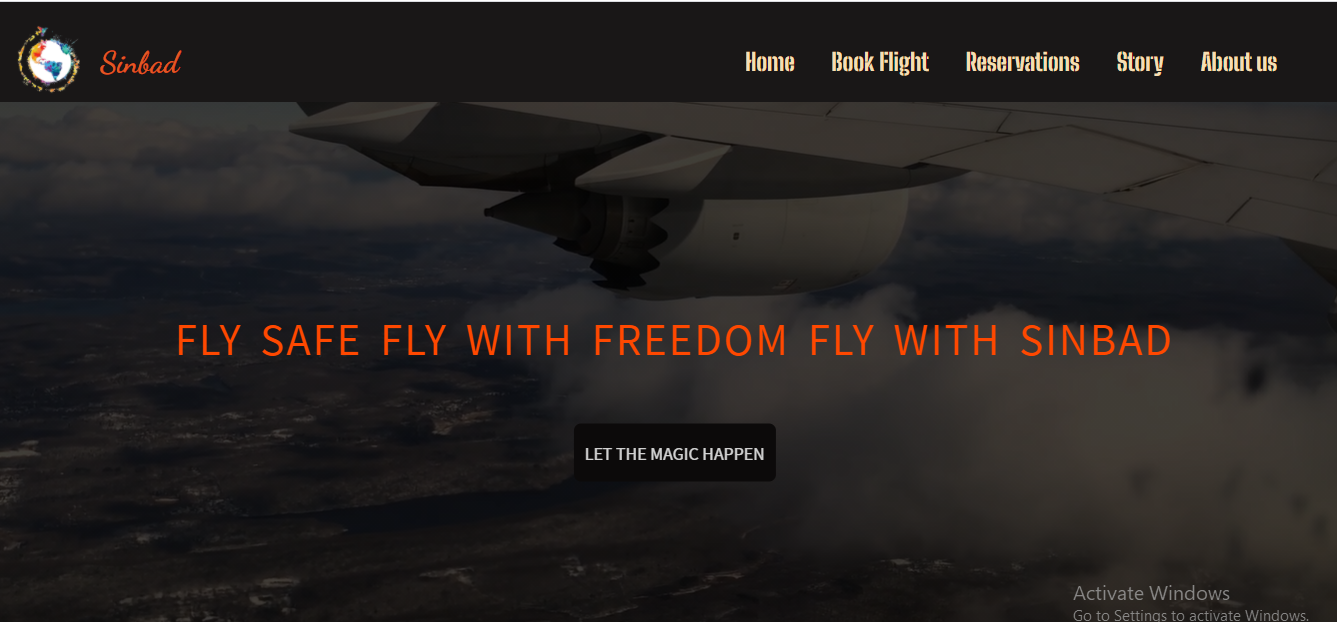 Sinbad
Home Book Flight Reservations Story About us
FLY SAFE FLY WITH FREEDOM FLY WITH SINBAD
LET THE MAGIC HAPPEN
Activate Windows
Go to Settings to activate Windows.